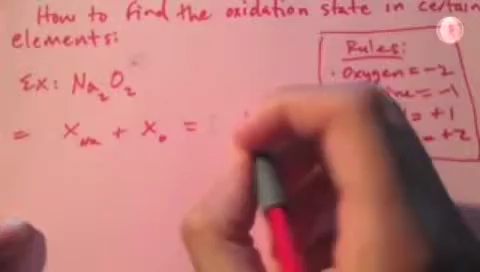 How to find the oxidation state in certain
elements:
Rules:
Ex: Na2O2
· Oxygen = -2
= -1
= XNa + Xo =
= +1
= +2